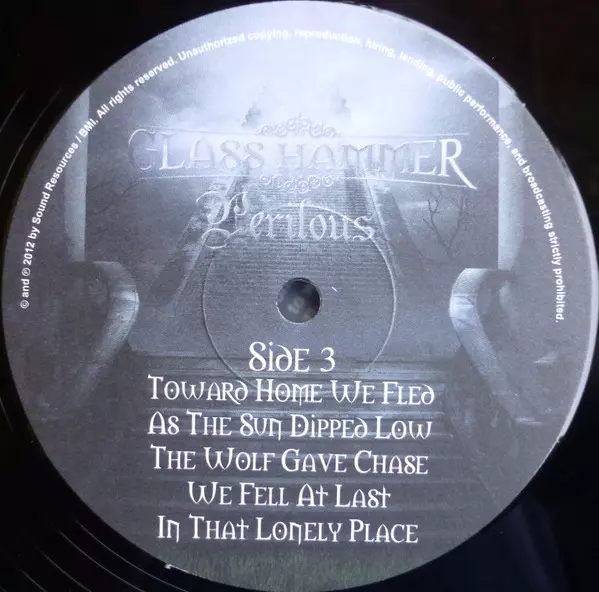 © and ℗ 2012 by Sound Resources / BMI. All rights reserved. Unauthorized copying, reproduction, hiring, lending, public performance, and broadcasting strictly prohibited.
GLASS HAMMER
Perilous
SIDE 3
TOWARD HOME WE FLED
AS THE SUN DIPPED LOW
THE WOLF GAVE CHASE
WE FELL AT LAST
IN THAT LONELY PLACE